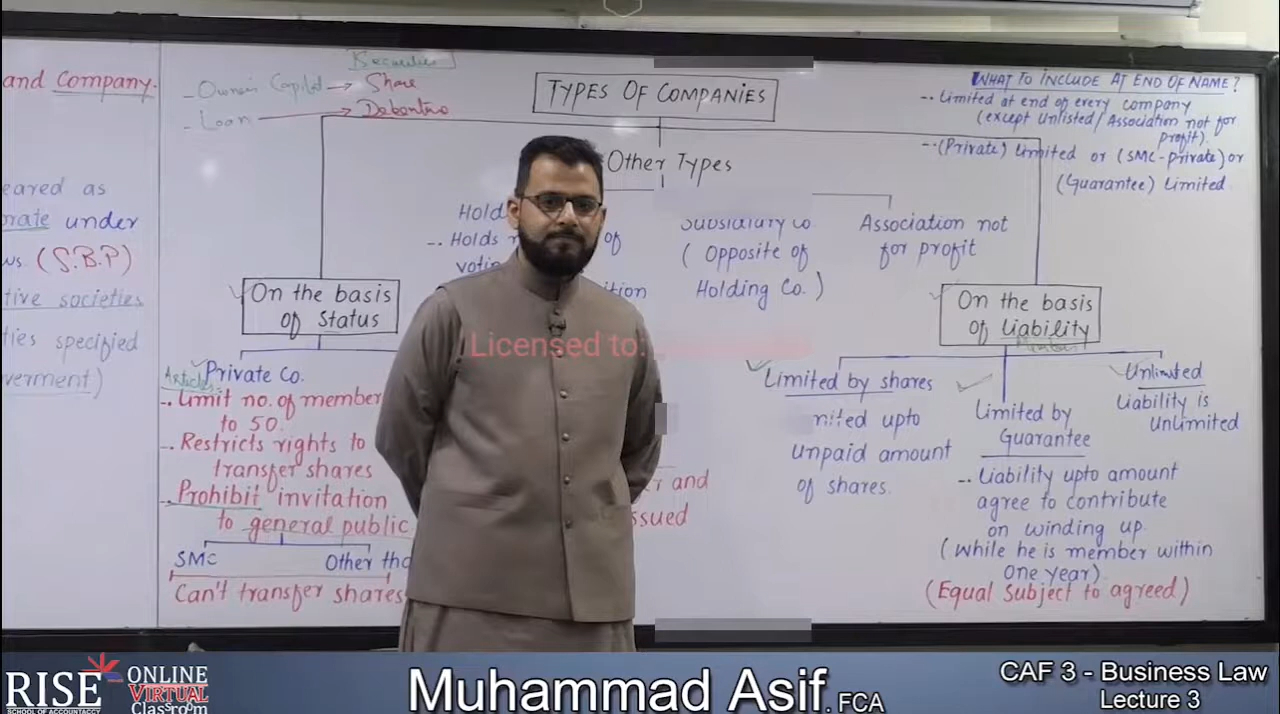 and Company.
eared as
rate under
ws (S.B.P)
tive societies
ties specified
verment)
Securities
- Owner's Capital → Share
- Loan → Debentures
TYPES OF COMPANIES
WHAT TO INCLUDE AT END OF NAME?
-. Limited at end of every company
(except Unlisted/Association not for
profit).
-. (Private) Limited or (SMC-private) or
(Guarantee) Limited
Other Types
Hold
-. Holds of
voti ition
Subsidiary Co
( Opposite of
Holding Co. )
Association not
for profit
On the basis
of Status
Articles Private Co.
-. Limit no. of member
to 50.
-. Restricts rights to
transfer shares
-. Prohibit invitation
to general public
SMC
Other tha
Can't transfer shares
r and
ssued
On the basis
of Liability
Limited by shares
mited upto
unpaid amount
of shares.
Limited by
Guarantee
-. Liability upto amount
agree to contribute
on winding up.
(While he is member within
one year)
(Equal Subject to agreed)
Unlimited
Liability is
Unlimited
Licensed to:
RISE
SCHOOL OF ACCOUNTANCY
ONLINE
VIRTUAL
Classroom
Muhammad Asif. FCA
CAF 3 - Business Law
Lecture 3